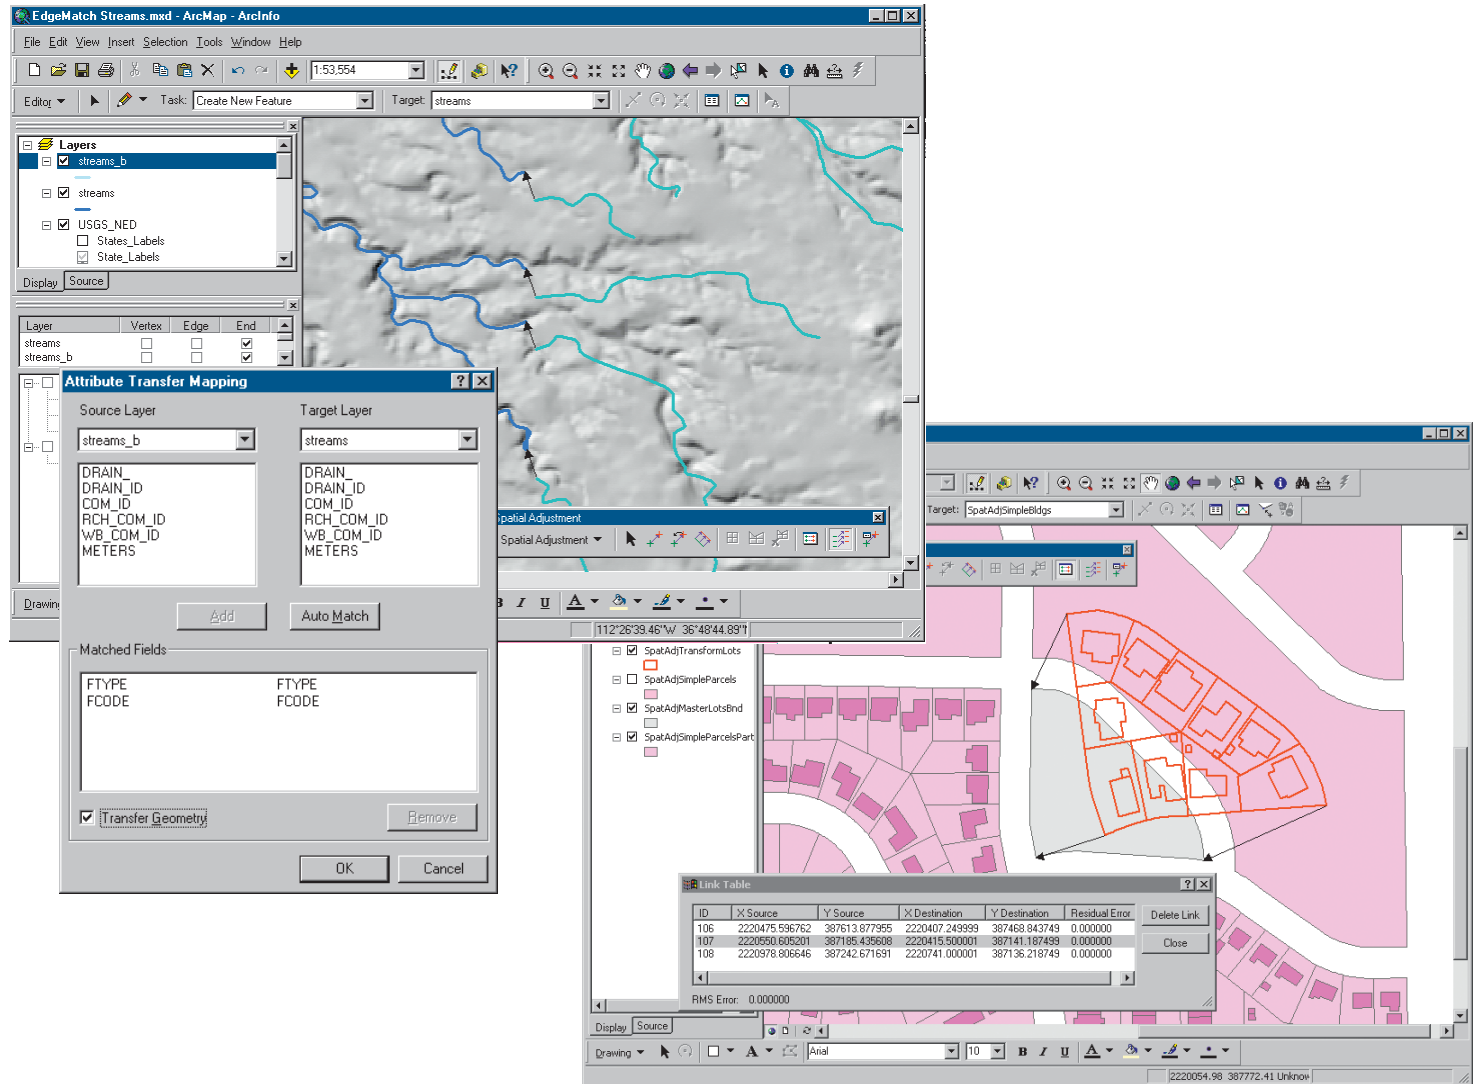 EdgeMatch Streams.mxd - ArcMap - ArcInfo
File Edit View Insert Selection Tools Window Help
1:53,554
Editor Task: Create New Feature Target: streams
Layers
streams_b
streams
USGS_NED
States_Labels
State_Labels
Display Source
Layer Vertex Edge End
streams
streams_b
Attribute Transfer Mapping
Source Layer Target Layer
streams_b streams
DRAIN_ DRAIN_
DRAIN_ID DRAIN_ID
COM_ID COM_ID
RCH_COM_ID RCH_COM_ID
WB_COM_ID WB_COM_ID
METERS METERS
Add Auto Match
Matched Fields
FTYPE FTYPE
FCODE FCODE
Transfer Geometry Remove
OK Cancel
Spatial Adjustment
Spatial Adjustment
Drawin
B I U A
112°26'39.46"W 36°48'44.89"
Target: SpatAdjSimpleBldgs
SpatAdjTransformLots
SpatAdjSimpleParcels
SpatAdjMasterLotsBnd
SpatAdjSimpleParcelsPart
Link Table
ID X Source Y Source X Destination Y Destination Residual Error
106 2220475.596762 387613.877955 2220407.249999 387468.843749 0.000000
107 2220550.605201 387185.435608 2220415.500001 387141.187499 0.000000
108 2220978.806646 387242.671691 2220741.000001 387136.218749 0.000000
Delete Link
Close
RMS Error: 0.000000
Display Source
Drawing A Arial 10 B I U A
2220054.98 387772.41 Unknow